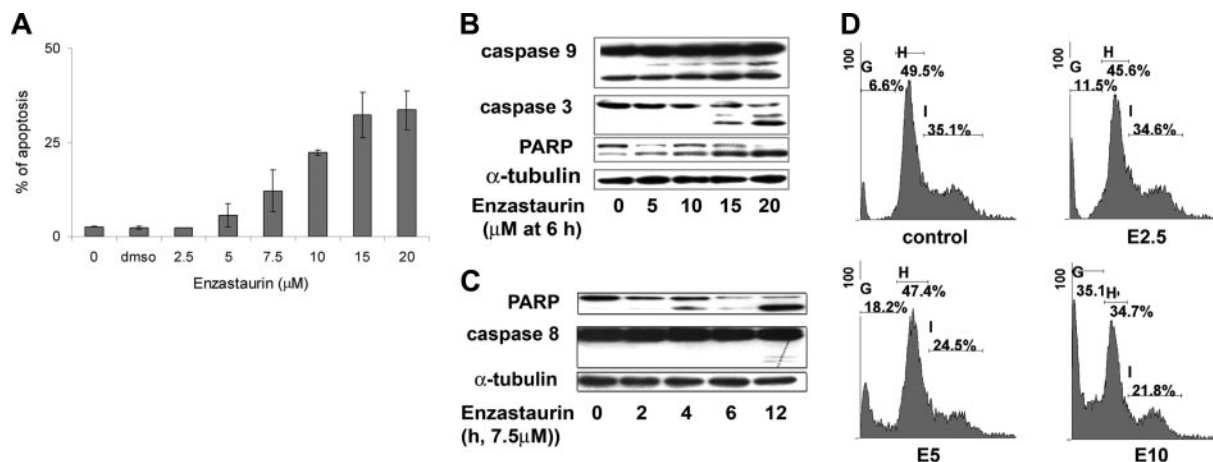 A
50
25
0
% of apoptosis
0 dmso 2.5 5 7.5 10 15 20
Enzastaurin (μM)
B
caspase 9
caspase 3
PARP
α-tubulin
Enzastaurin 0 5 10 15 20
(μM at 6 h)
C
PARP
caspase 8
α-tubulin
Enzastaurin 0 2 4 6 12
(h, 7.5μM))
D
100
G
H
6.6%
49.5%
I
35.1%
control
100
G
H
11.5%
45.6%
I
34.6%
E2.5
100
G
H
18.2%
47.4%
I
24.5%
E5
100
G
H
35.1
34.7%
I
21.8%
E10